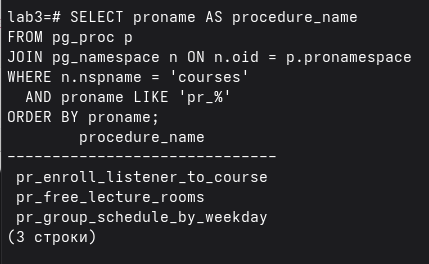 lab3=# SELECT proname AS procedure_name
FROM pg_proc p
JOIN pg_namespace n ON n.oid = p.pronamespace
WHERE n.nspname = 'courses'
  AND proname LIKE 'pr_%'
ORDER BY proname;
        procedure_name
------------------------------
 pr_enroll_listener_to_course
 pr_free_lecture_rooms
 pr_group_schedule_by_weekday
(3 строки)